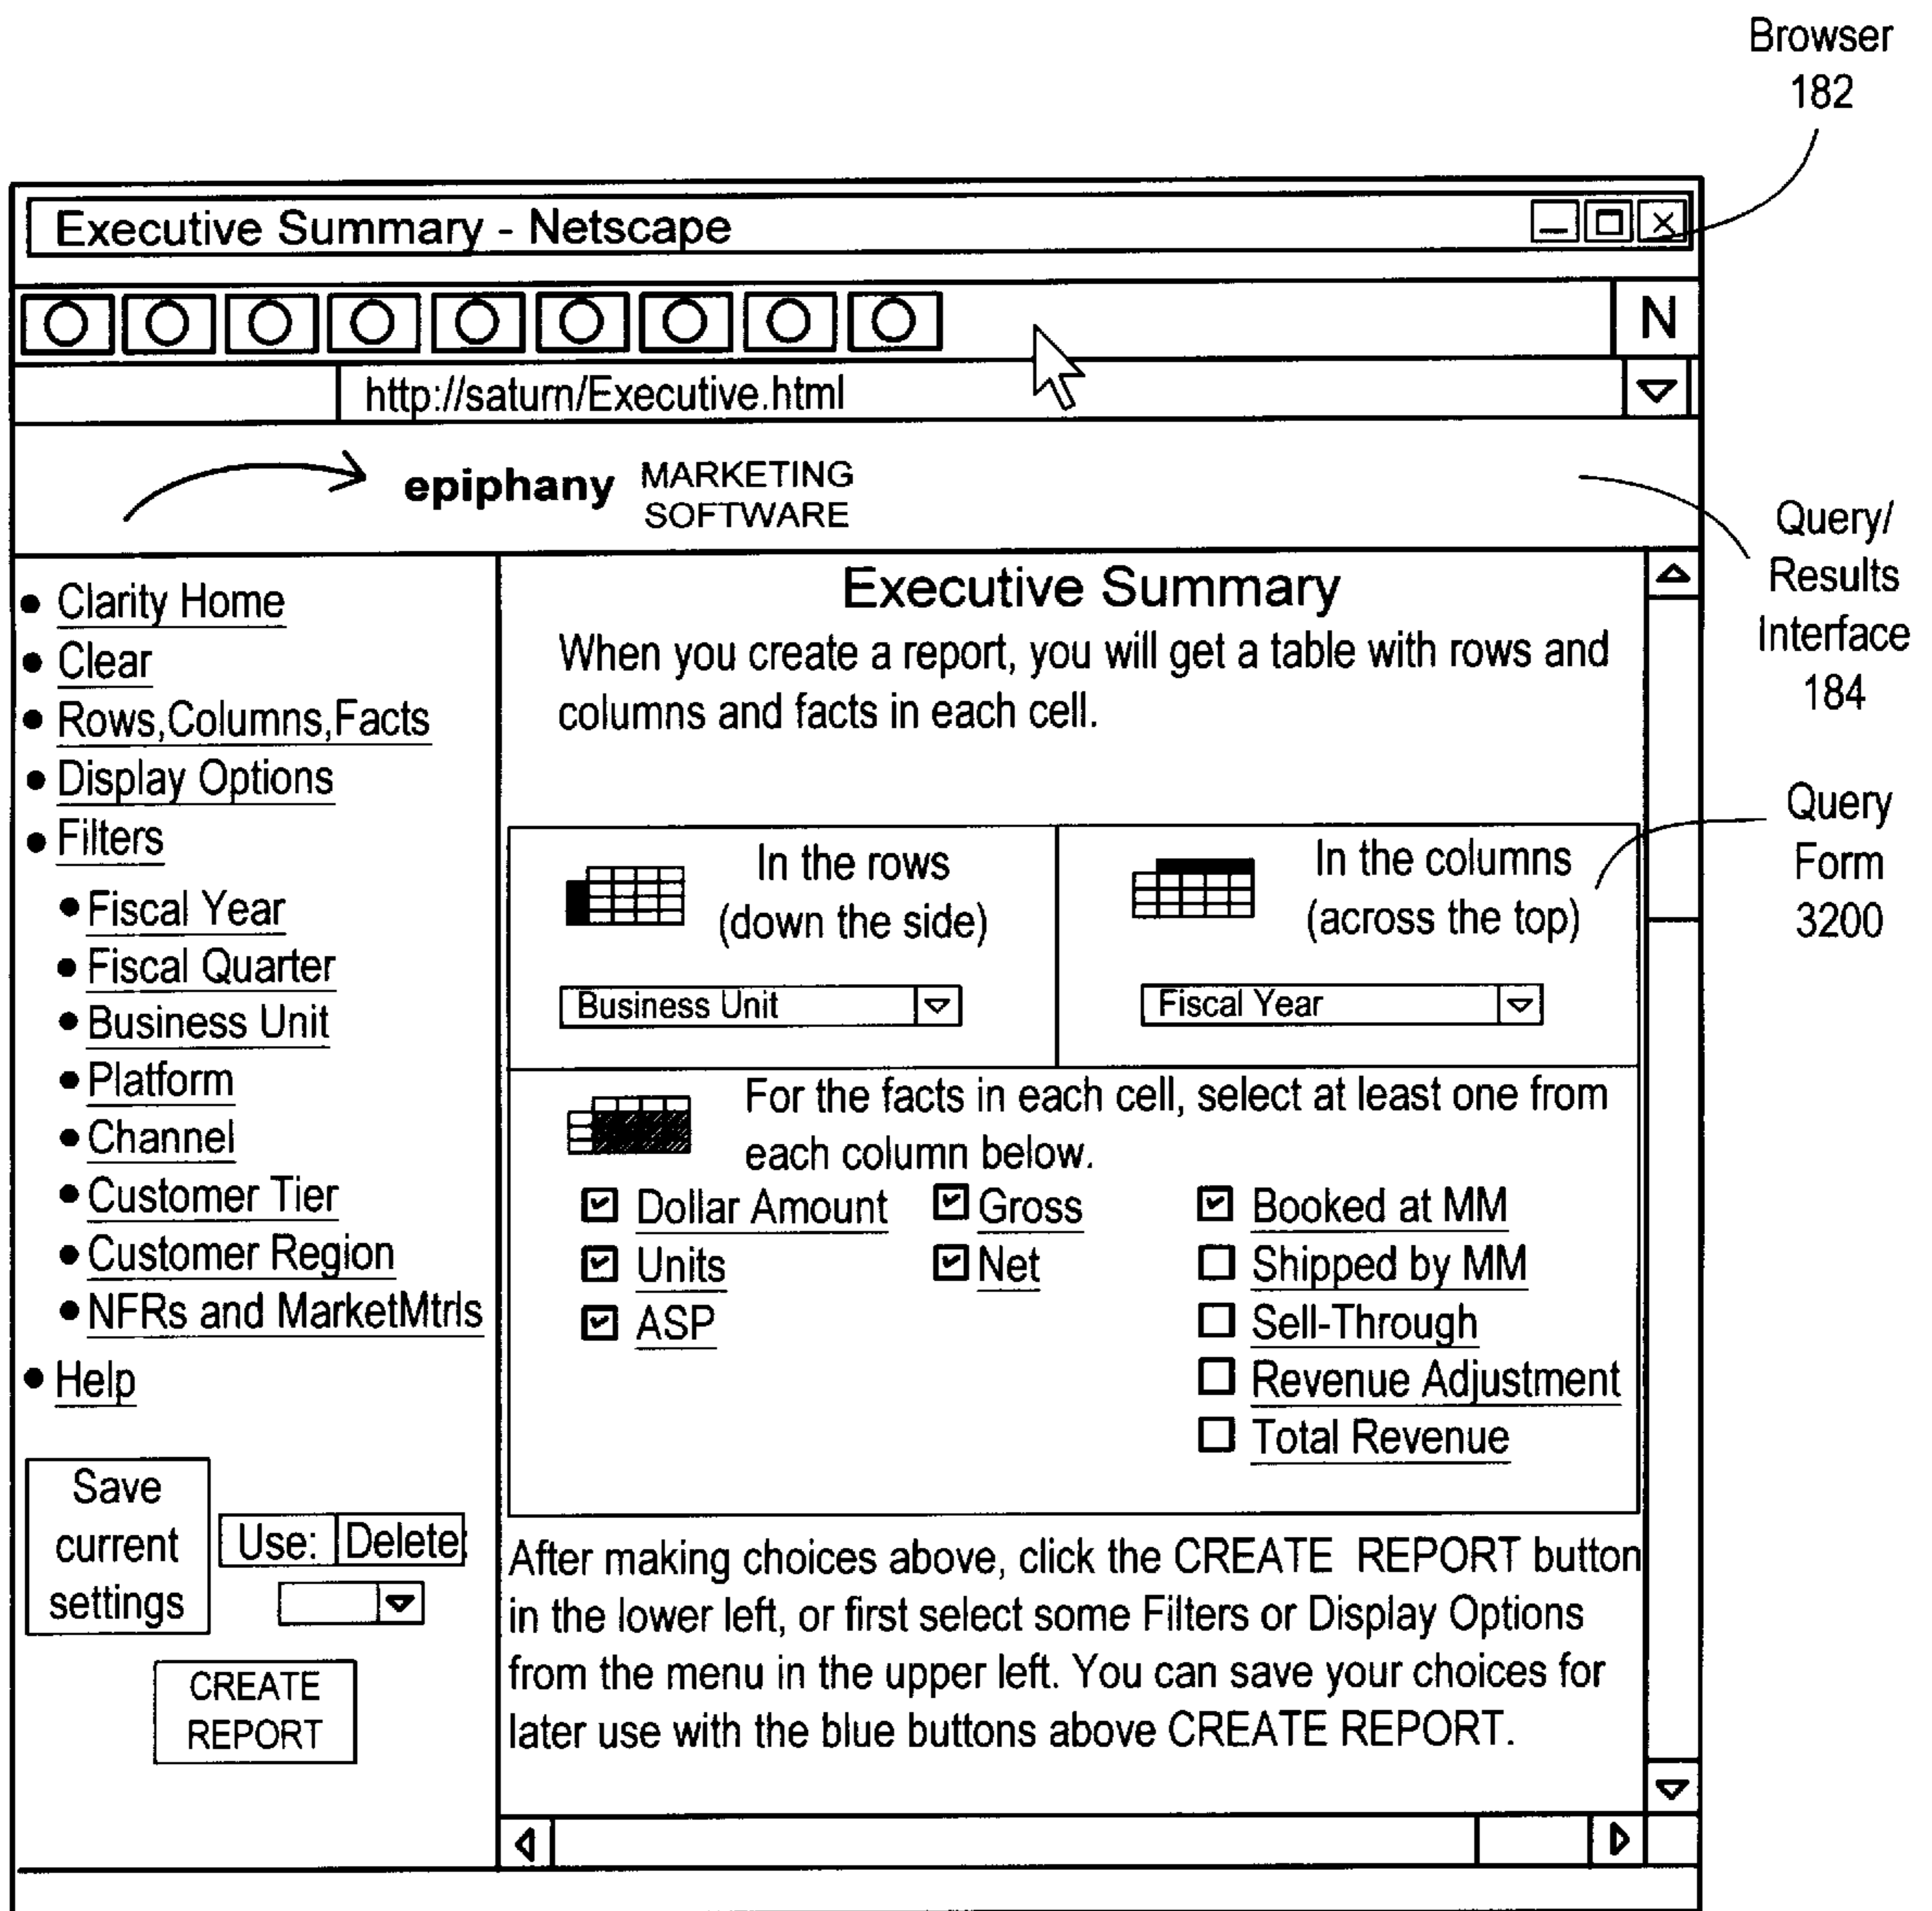 Browser
182
Executive Summary - Netscape
N
http://saturn/Executive.html
epiphany MARKETING
SOFTWARE
Query/
Results
Interface
184
Clarity Home
Clear
Rows,Columns,Facts
Display Options
Filters
Fiscal Year
Fiscal Quarter
Business Unit
Platform
Channel
Customer Tier
Customer Region
NFRs and MarketMtrls
Help
Save
current
settings
Use: Delete
CREATE
REPORT
Executive Summary
When you create a report, you will get a table with rows and
columns and facts in each cell.
Query
Form
3200
In the rows
(down the side)
Business Unit
In the columns
(across the top)
Fiscal Year
For the facts in each cell, select at least one from
each column below.
Dollar Amount Gross Booked at MM
Units Net Shipped by MM
ASP Sell-Through
Revenue Adjustment
Total Revenue
After making choices above, click the CREATE REPORT button
in the lower left, or first select some Filters or Display Options
from the menu in the upper left. You can save your choices for
later use with the blue buttons above CREATE REPORT.